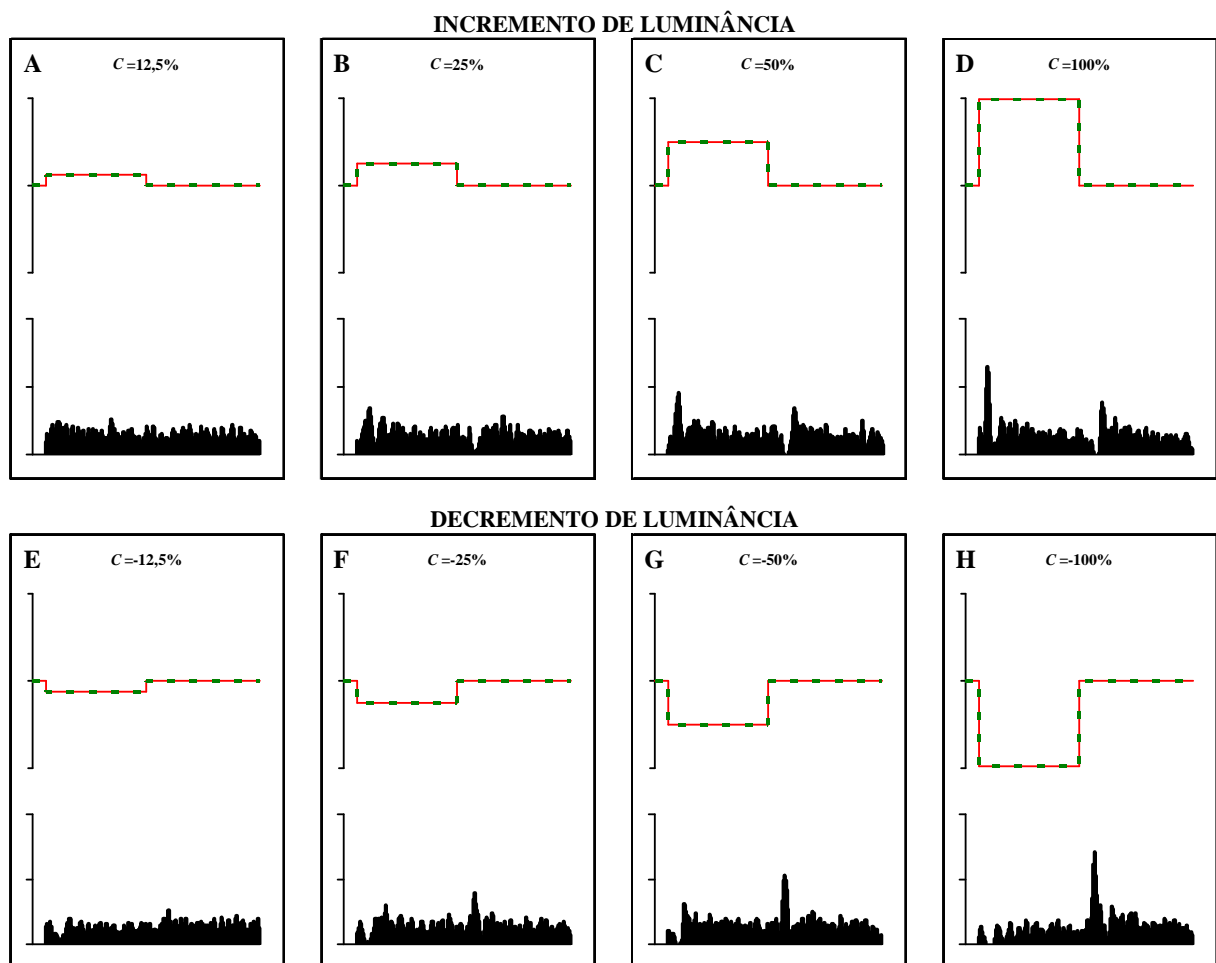 INCREMENTO DE LUMINÂNCIA
A C =12,5%
B C =25%
C C =50%
D C =100%
DECREMENTO DE LUMINÂNCIA
E C =-12,5%
F C =-25%
G C =-50%
H C =-100%